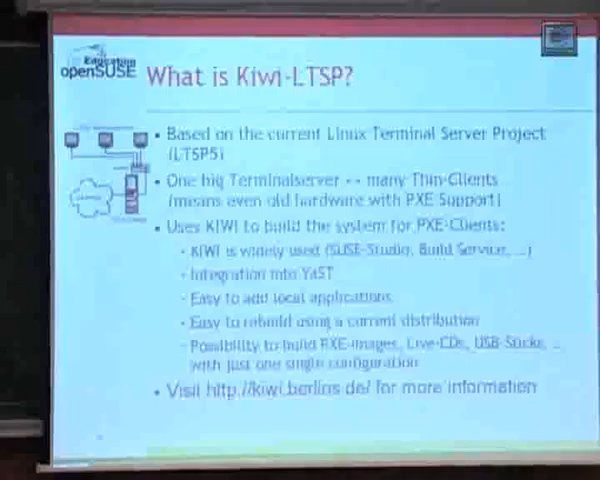 Education
openSUSE
What is Kiwi-LTSP?
• Based on the current Linux Terminal Server Project
(LTSP5)
• One big Terminalserver -- many Thin-Clients
(means even old hardware with PXE Support)
• Uses KIWI to build the system for PXE-Clients:
- KIWI is widely used (SUSE-Studio, Build Service, ...)
- Integration into YaST
- Easy to add local applications
- Easy to rebuild using a current distribution
- Possibility to build PXE-Images, Live-CDs, USB-Sticks, ...
with just one single configuration
• Visit http://kiwi.berlios.de/ for more information